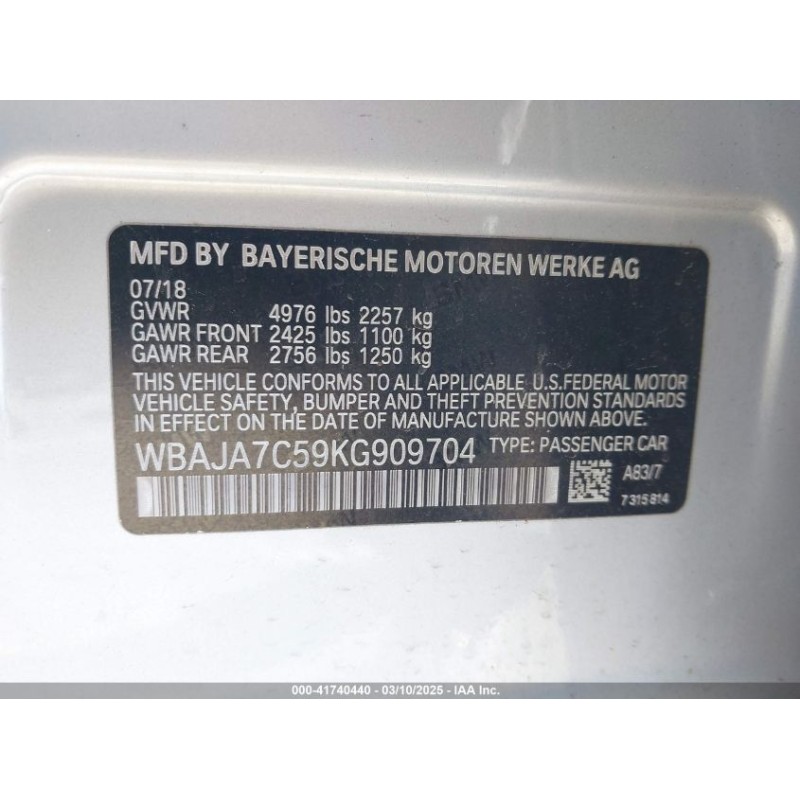 MFD BY BAYERISCHE MOTOREN WERKE AG
07/18
GVWR 4976 lbs 2257 kg
GAWR FRONT 2425 lbs 1100 kg
GAWR REAR 2756 lbs 1250 kg
THIS VEHICLE CONFORMS TO ALL APPLICABLE U.S.FEDERAL MOTOR
VEHICLE SAFETY, BUMPER AND THEFT PREVENTION STANDARDS
IN EFFECT ON THE DATE OF MANUFACTURE SHOWN ABOVE.
WBAJA7C59KG909704 TYPE: PASSENGER CAR
A83/7
7315814
000-41740440 - 03/10/2025 - IAA Inc.